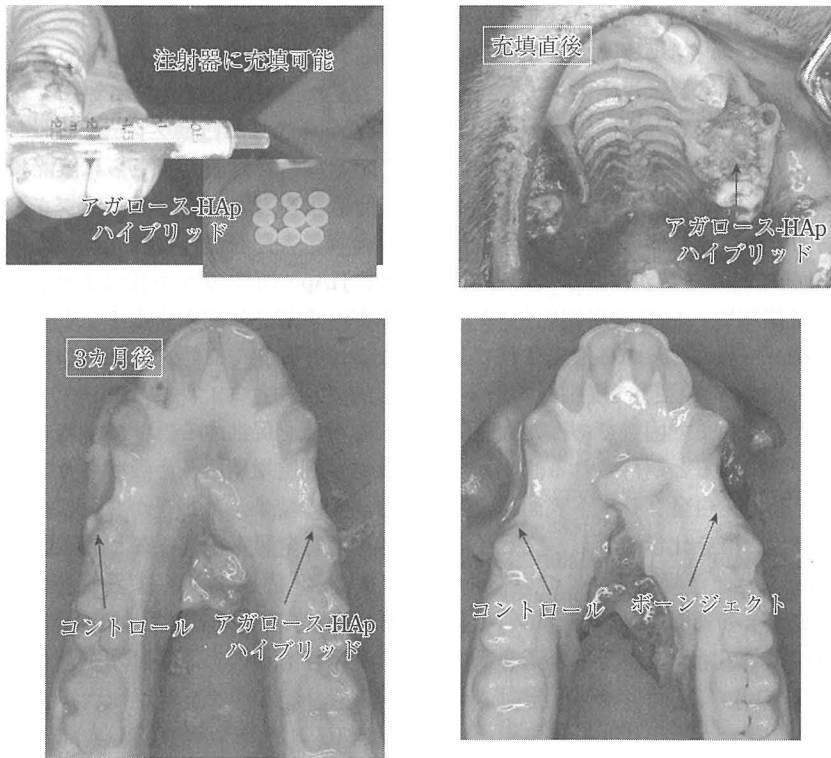 注射器に充填可能
アガロース-HAp
ハイブリッド
充填直後
アガロース-HAp
ハイブリッド
3カ月後
コントロール
アガロース-HAp
ハイブリッド
コントロール
ボーンジェクト